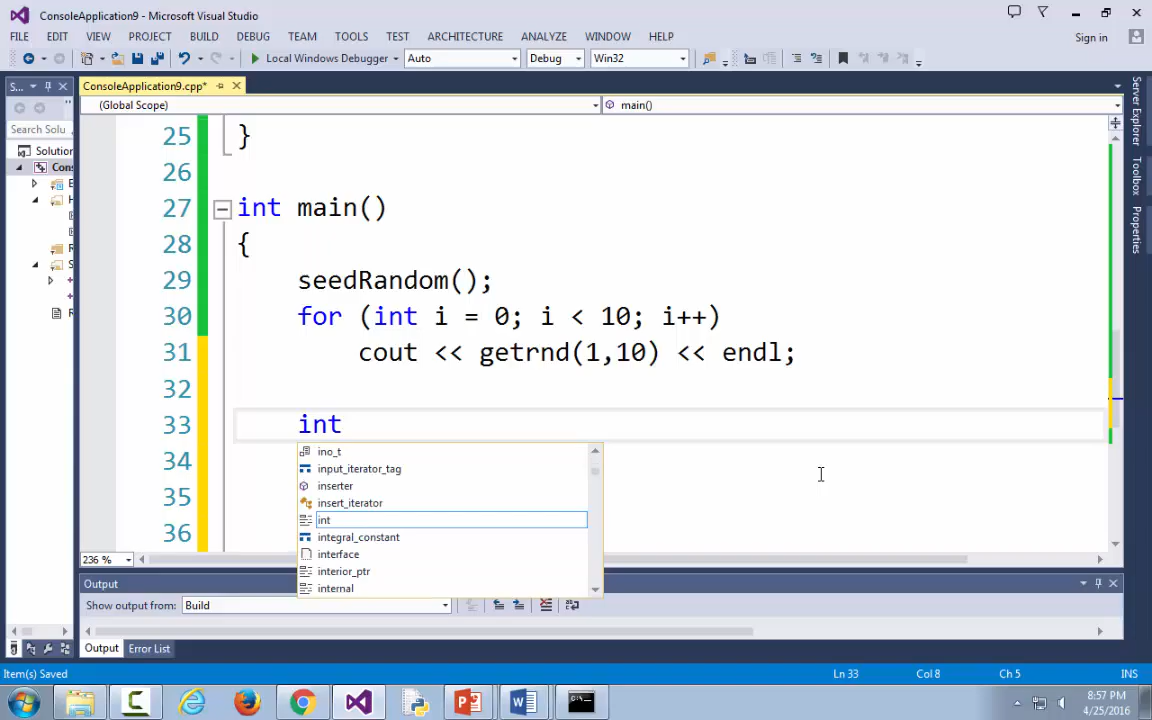 ConsoleApplication9 - Microsoft Visual Studio
FILE EDIT VIEW PROJECT BUILD DEBUG TEAM TOOLS TEST ARCHITECTURE ANALYZE WINDOW HELP
Sign in
Local Windows Debugger Auto Debug Win32
S...
ConsoleApplication9.cpp*
(Global Scope) main()
Search Solu
Solution
Cons
Server Explorer
Toolbox
Properties
25 }
26
27 int main()
28 {
29 seedRandom();
30 for (int i = 0; i < 10; i++)
31 cout << getrnd(1,10) << endl;
32
33 int
34
35
36
ino_t
input_iterator_tag
inserter
insert_iterator
int
integral_constant
interface
interior_ptr
internal
236 %
Output
Show output from: Build
Output Error List
Item(s) Saved Ln 33 Col 8 Ch 5 INS
8:57 PM
4/25/2016